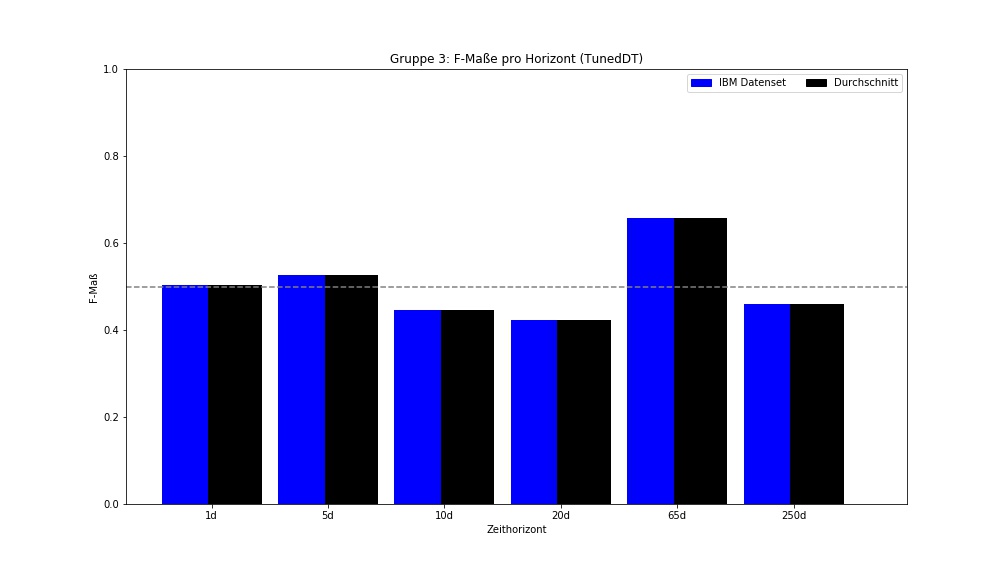 Gruppe 3: F-Maße pro Horizont (TunedDT)
IBM Datenset Durchschnitt
1.0
0.8
0.6
0.4
0.2
0.0
F-Maß
1d 5d 10d 20d 65d 250d
Zeithorizont